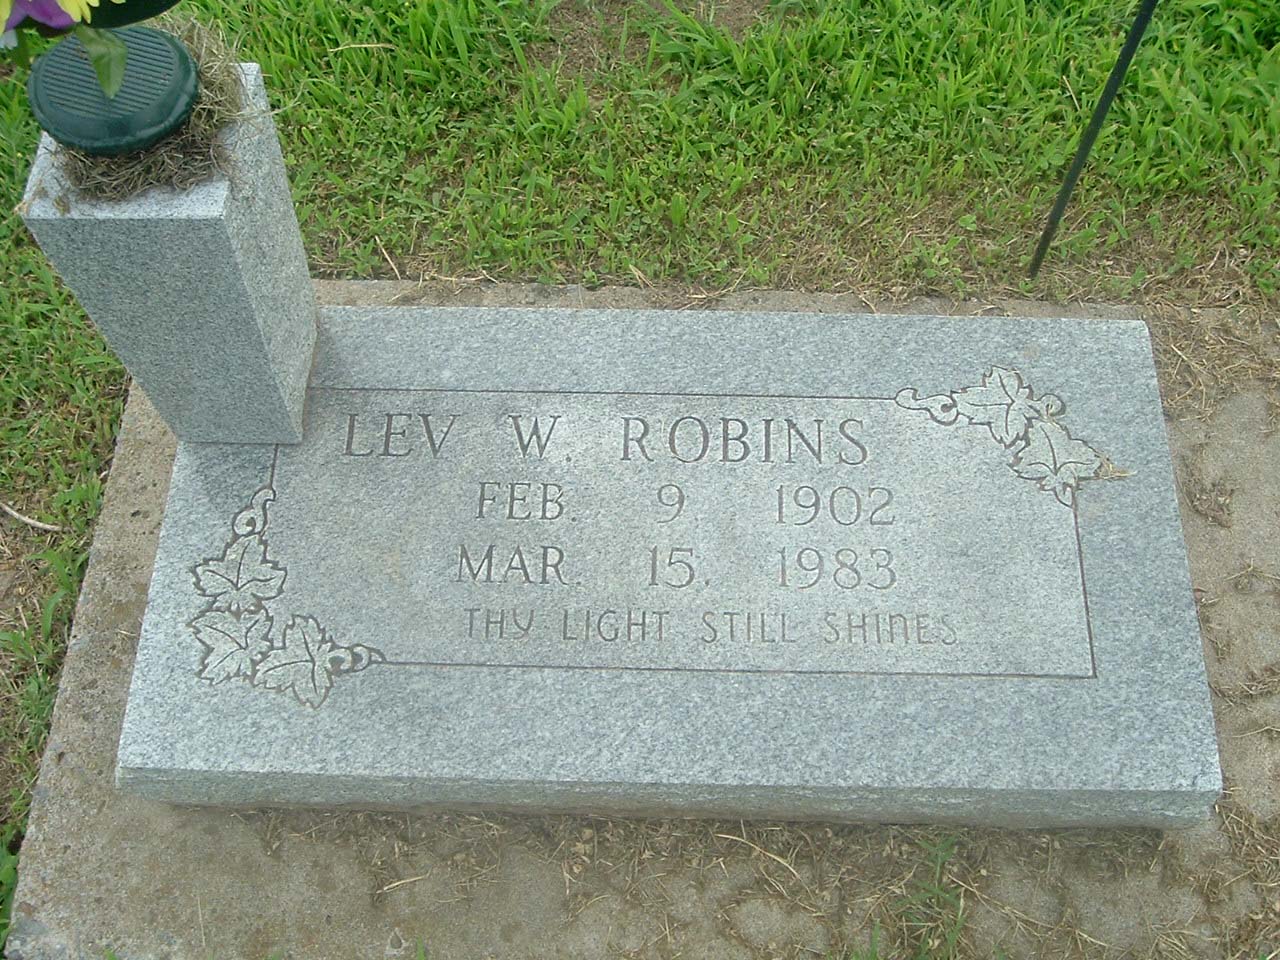 LEV W. ROBINS
FEB. 9 1902
MAR. 15. 1983
THY LIGHT STILL SHINES